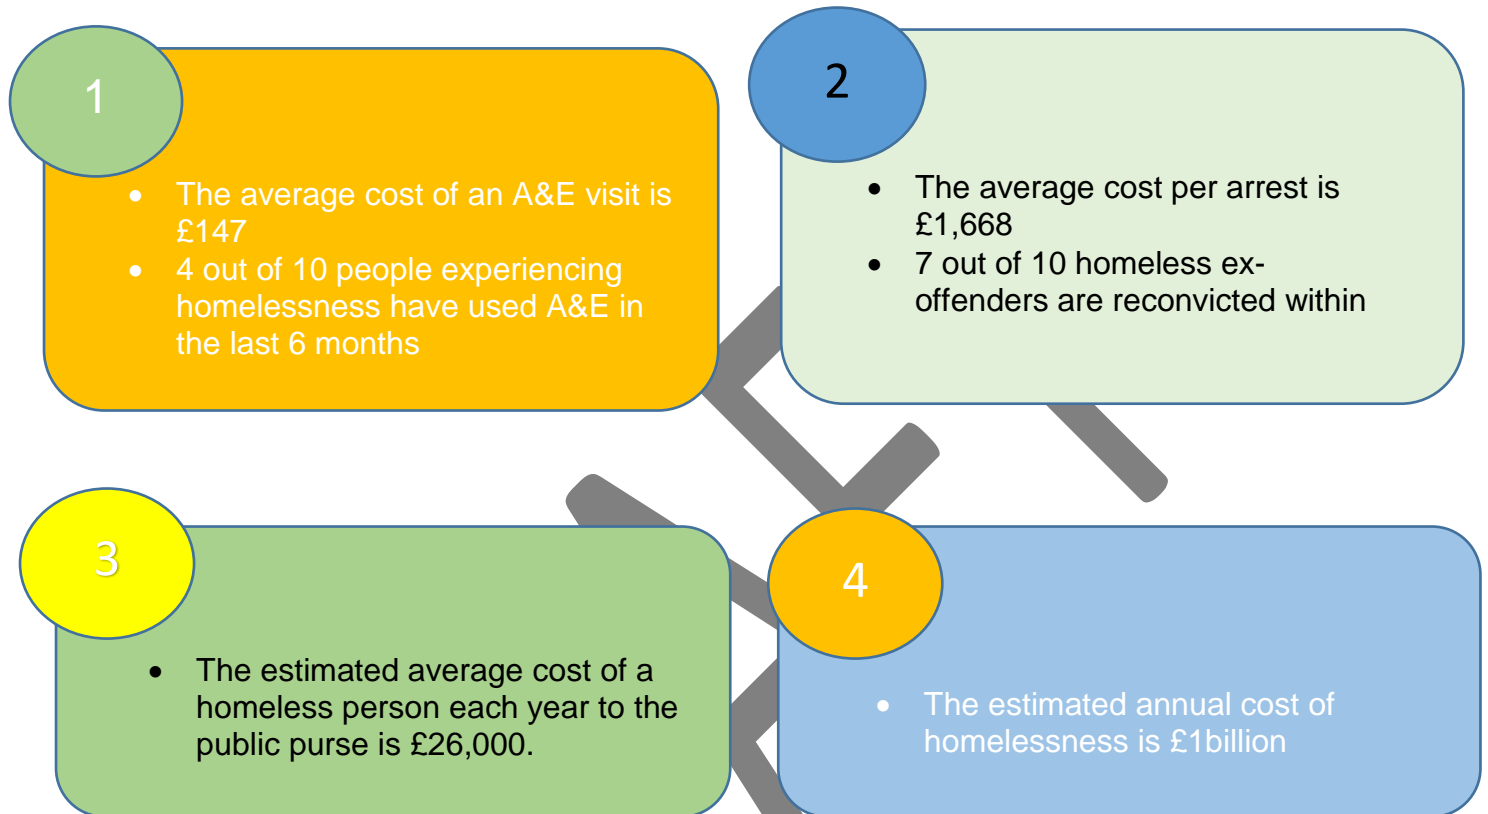 1
• The average cost of an A&E visit is
£147
• 4 out of 10 people experiencing
homelessness have used A&E in
the last 6 months
2
• The average cost per arrest is
£1,668
• 7 out of 10 homeless ex-
offenders are reconvicted within
3
• The estimated average cost of a
homeless person each year to the
public purse is £26,000.
4
• The estimated annual cost of
homelessness is £1billion